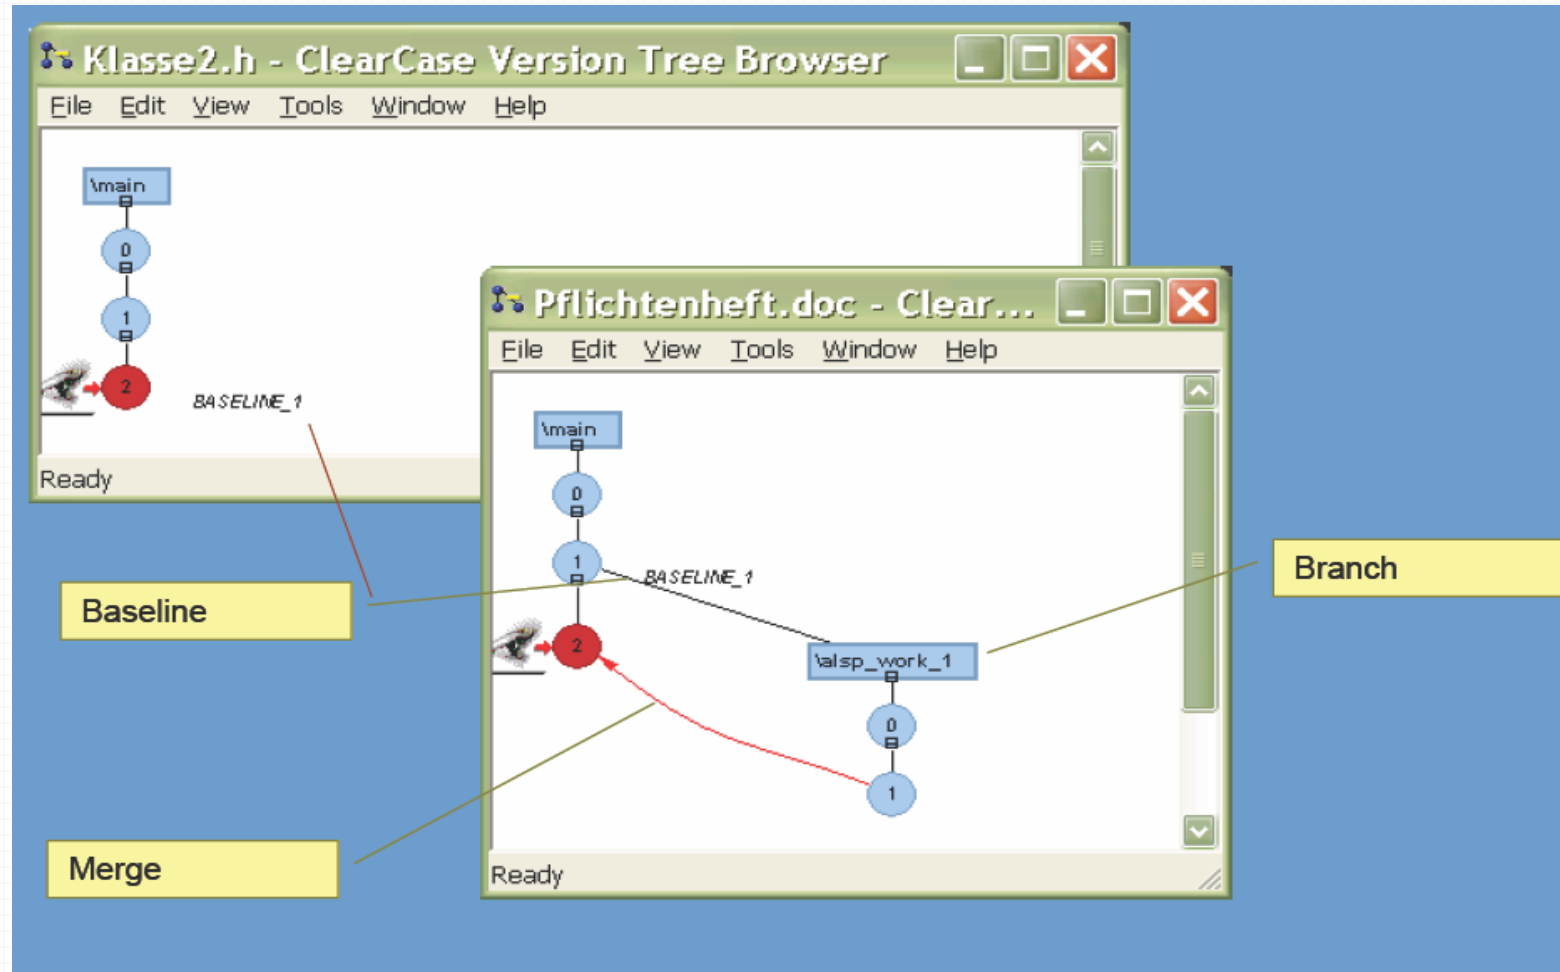 Klasse2.h - ClearCase Version Tree Browser
File Edit View Tools Window Help
\main
0
1
2
BASELINE_1
Ready
Pflichtenheft.doc - Clear...
File Edit View Tools Window Help
\main
0
1
BASELINE_1
2
\alsp_work_1
0
1
Ready
Baseline
Branch
Merge